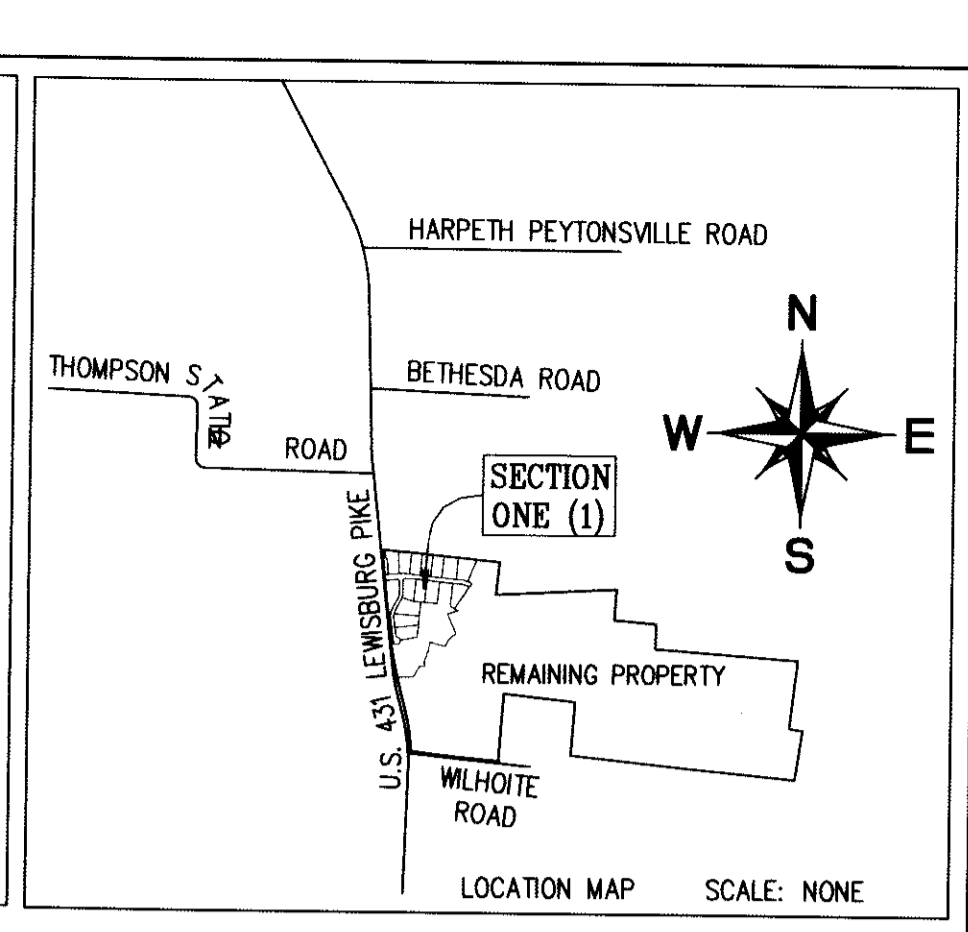 HARPETH PEYTONSVILLE ROAD
N
THOMPSON STATION
BETHESDA ROAD
W
E
ROAD
SECTION
ONE (1)
S
U.S. 431 LEWISBURG PIKE
REMAINING PROPERTY
WILHOITE
ROAD
LOCATION MAP
SCALE: NONE